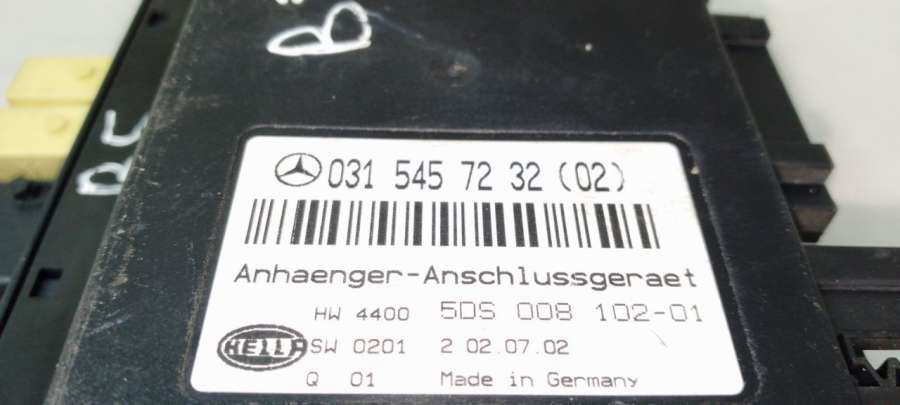 B
BS
031 545 72 32 (02)
Anhaenger-Anschlussgeraet
HW 4400 5DS 008 102-01
HELLA SW 0201 2 02.07.02
Q 01 Made in Germany